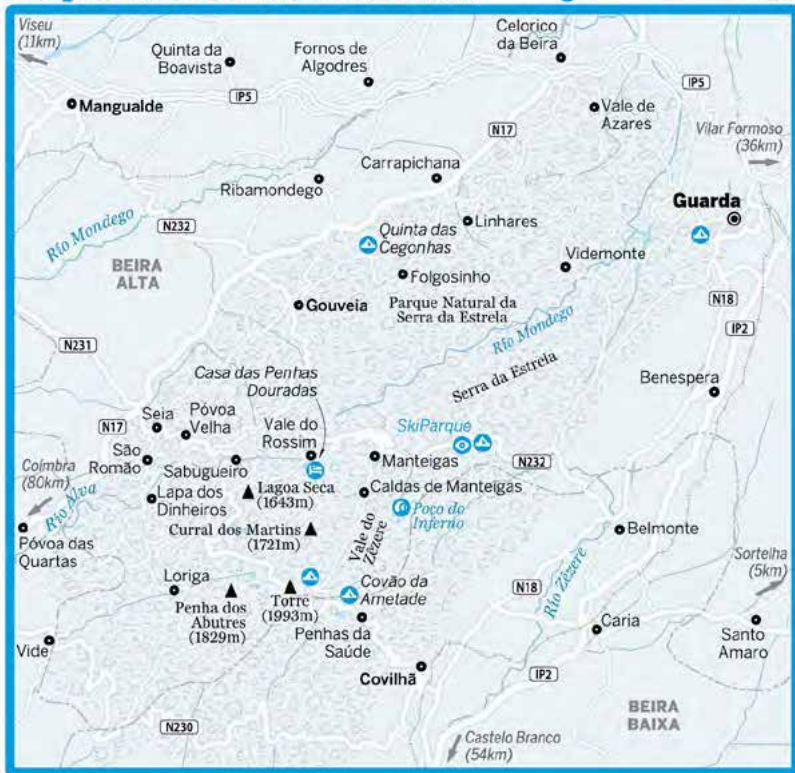 Viseu
(11km)
Quinta da
Boavista
Fornos de
Algodres
Celorico
da Beira
IP5
IP5
Mangualde
Vale de
Azares
N17
Vilar Formoso
(36km)
Carrapichana
Ribamondego
Guarda
Linhares
Rio Mondego
N232
Quinta das
Cegonhas
Videmonte
BEIRA
ALTA
Folgosinho
Gouveia
Parque Natural da
Serra da Estrela
N18
IP2
Rio Mondego
N231
Casa das Penhas
Douradas
Serra da Estrela
Benespera
N17
Seia
Póvoa
Velha
Vale do
Rossim
SkiParque
São
Romão
Sabugueiro
Manteigas
N232
Coimbra
(80km)
Rio Alva
Lapa dos
Dinheiros
Lagoa Seca
(1643m)
Caldas de Manteigas
Poço do
Inferno
Curral dos Martins
(1721m)
Vale do
Zêzere
Belmonte
Póvoa das
Quartas
Sortelha
(5km)
Loriga
Penha dos
Abutres
(1829m)
Torre
(1993m)
Covão da
Ametade
N18
Rio Zêzere
Penhas da
Saúde
Caria
Santo
Amaro
Vide
Covilhã
IP2
BEIRA
BAIXA
N230
Castelo Branco
(54km)